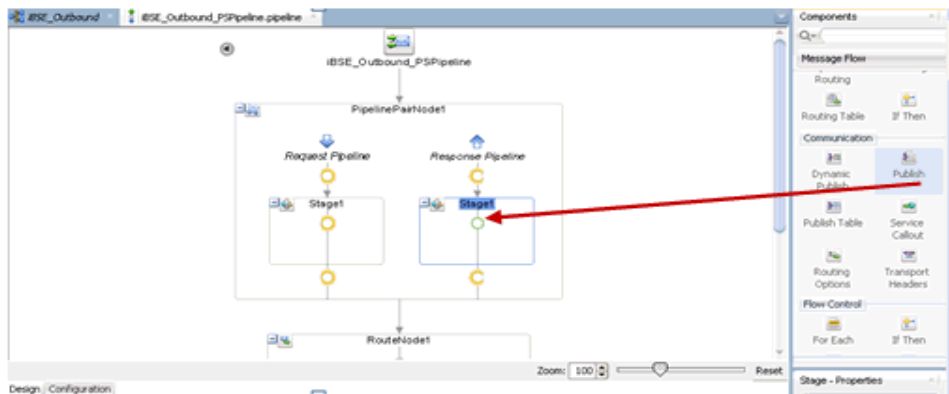 iBSE_Outbound
iBSE_Outbound_PSPipeline.pipeline
iBSE_Outbound_PSPipeline
PipelinePairNode1
Request Pipeline
Response Pipeline
Stage1
Stage1
RouteNode1
Zoom: 100
Reset
Design
Configuration
Components
Message Flow
Routing
Routing Table
If Then
Communication
Dynamic
Publish
Publish
Publish Table
Service
Callout
Routing
Options
Transport
Headers
Flow Control
For Each
If Then
Stage - Properties